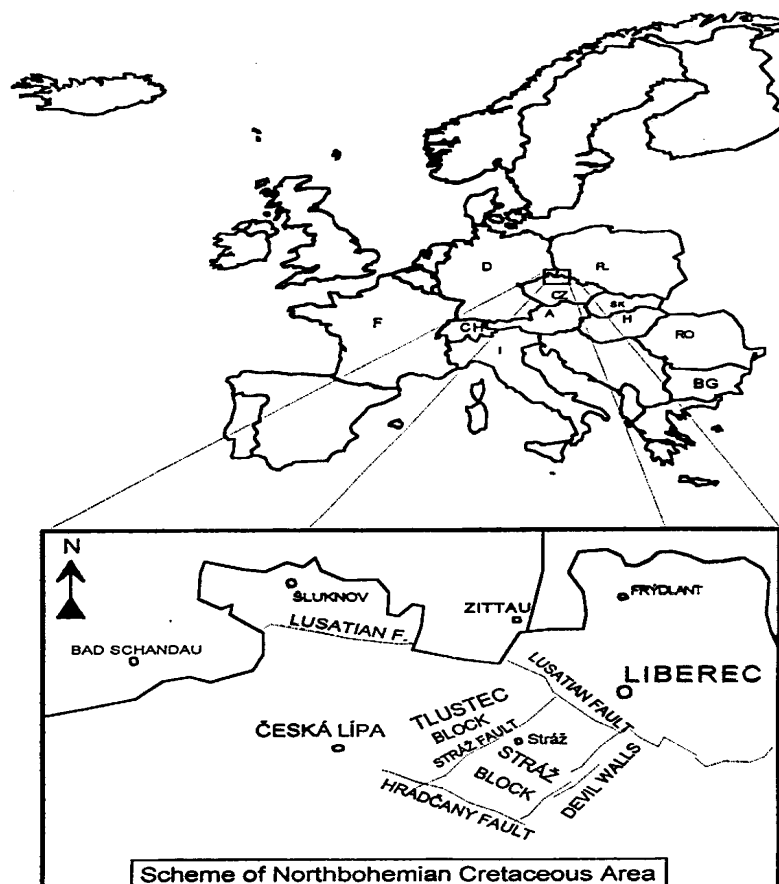 D
PL
CZ
SK
F
CH
A
H
I
RO
BG
N
ŠLUKNOV
ZITTAU
FRÝDLANT
LUSATIAN F.
BAD SCHANDAU
LUSATIAN FAULT
LIBEREC
TLUSTEC
BLOCK
ČESKÁ LÍPA
STRÁŽ FAULT
Stráž
STRÁŽ
BLOCK
DEVIL WALLS
HRADČANY FAULT
Scheme of Northbohemian Cretaceous Area